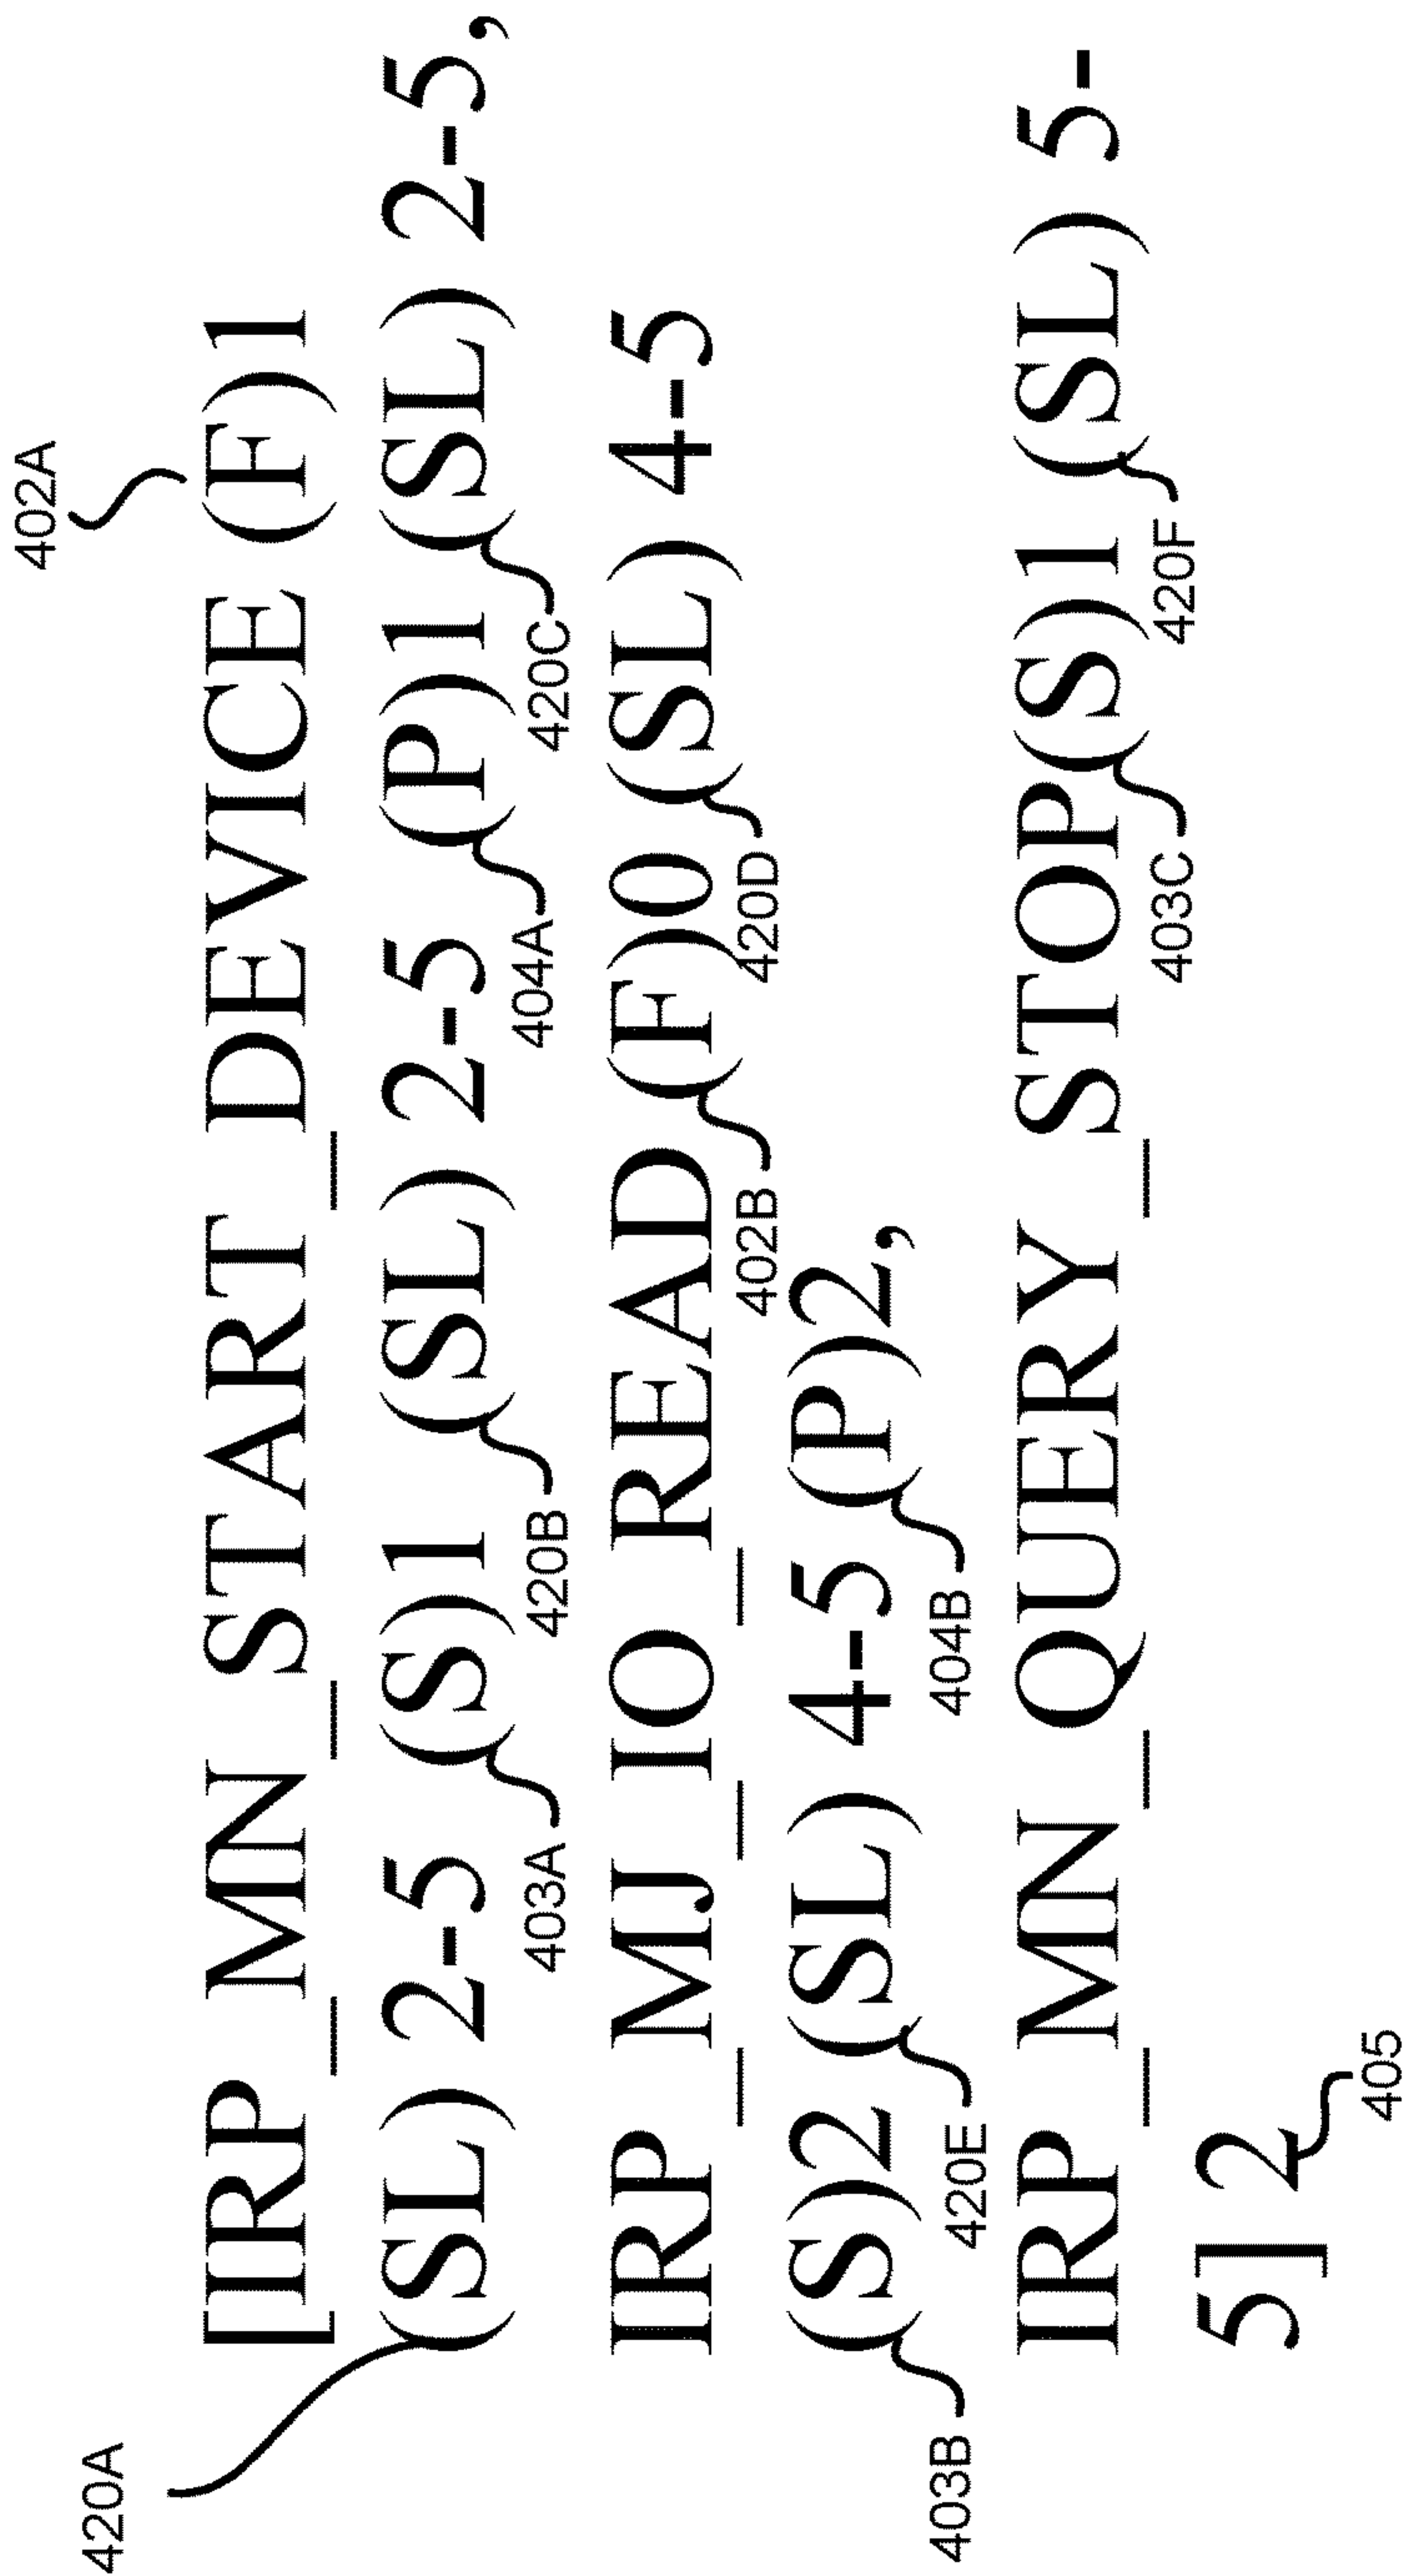 402A
[IRP_MN_START_DEVICE (F)1
420A
(SL) 2-5 (S)1 (SL) 2-5 (P)1 (SL) 2-5,
403A 420B 404A 420C
IRP_MJ_IO_READ (F)0 (SL) 4-5
402B 420D
(S)2 (SL) 4-5 (P)2,
403B 420E 404B
IRP_MN_QUERY_STOP(S)1 (SL) 5-
403C 420F
5] 2
405